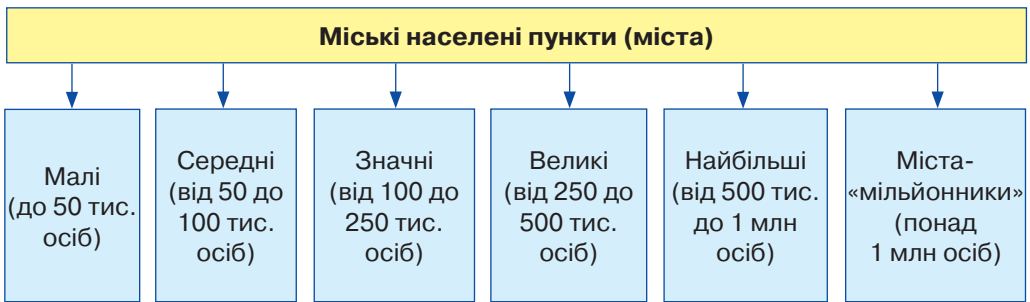 Міські населені пункти (міста)
Малі
(до 50 тис.
осіб)
Середні
(від 50 до
100 тис.
осіб)
Значні
(від 100 до
250 тис.
осіб)
Великі
(від 250 до
500 тис.
осіб)
Найбільші
(від 500 тис.
до 1 млн
осіб)
Міста-
«мільйонники»
(понад
1 млн осіб)